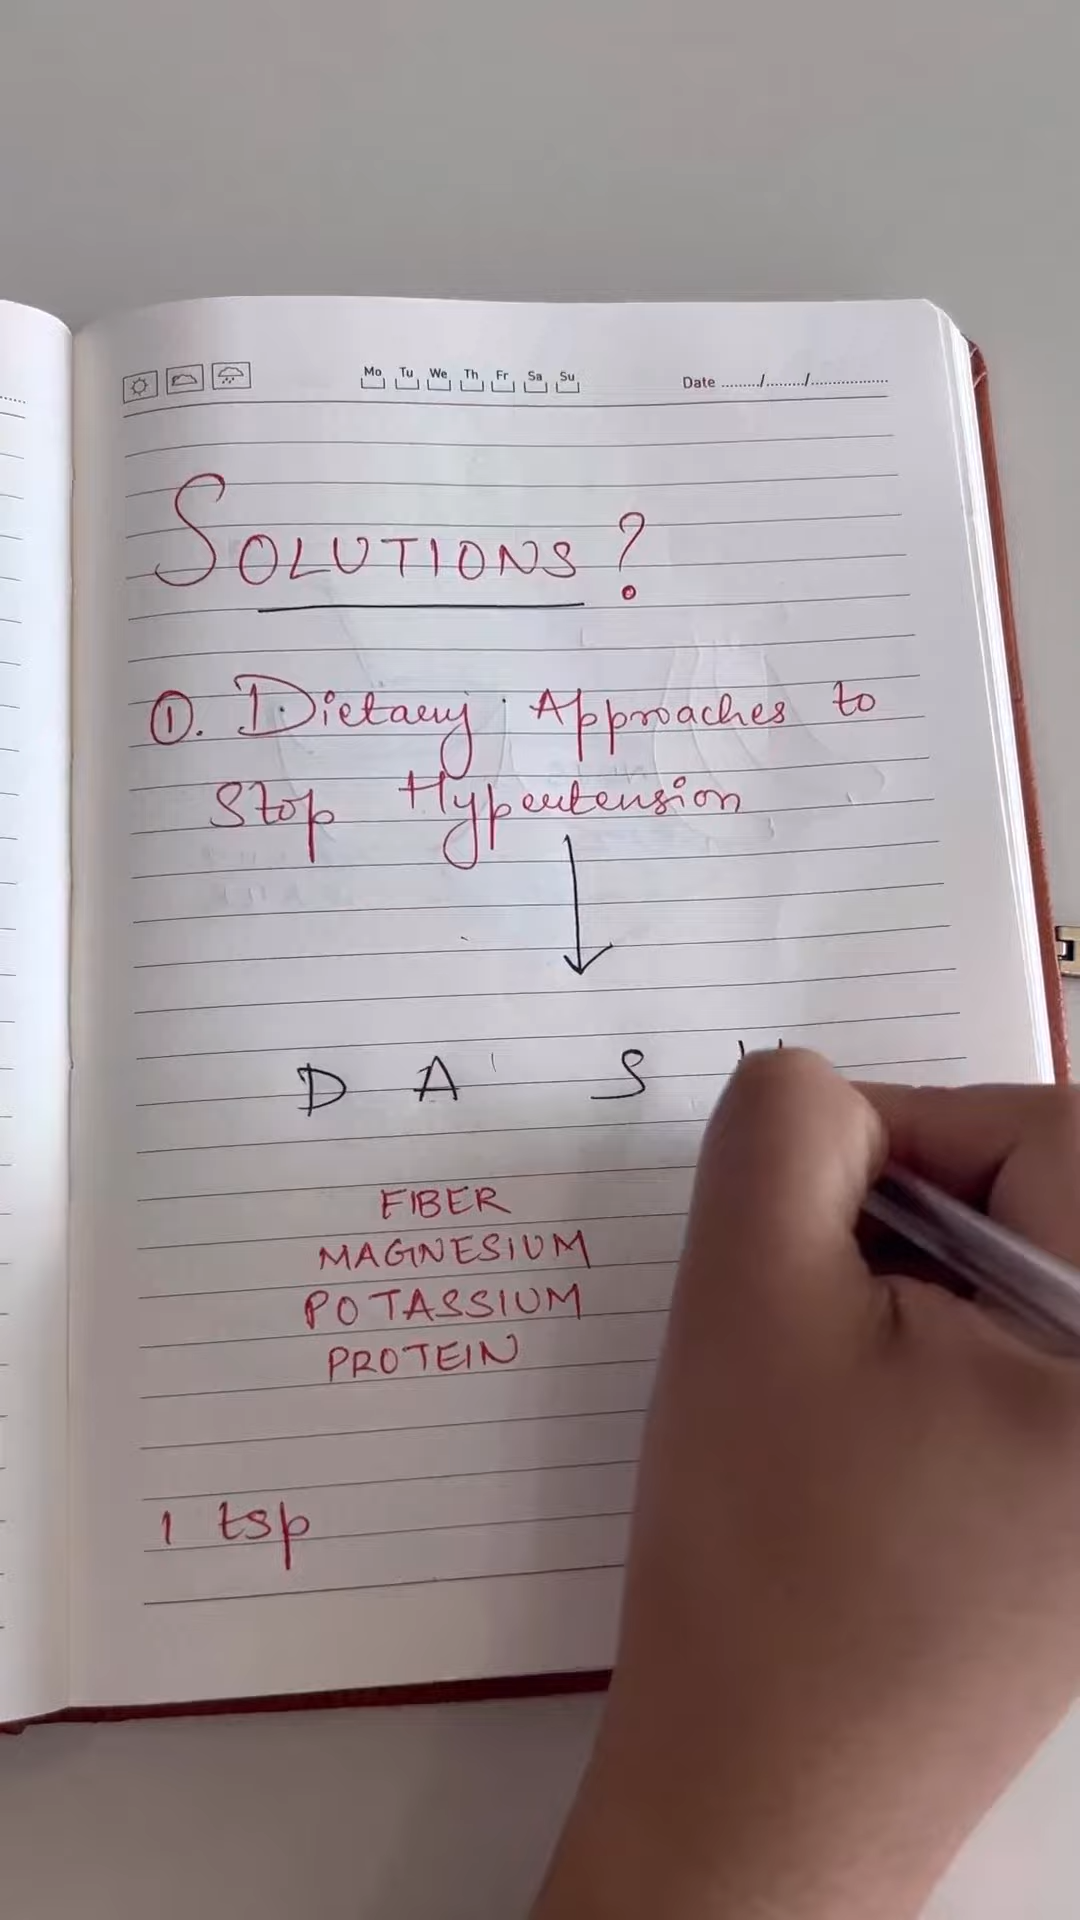 Mo Tu We Th Fr Sa Su Date ........./........./..................
SOLUTIONS ?
①. Dietary Approaches to
Stop Hypertension
D A S
FIBER
MAGNESIUM
POTASSIUM
PROTEIN
1 tsp